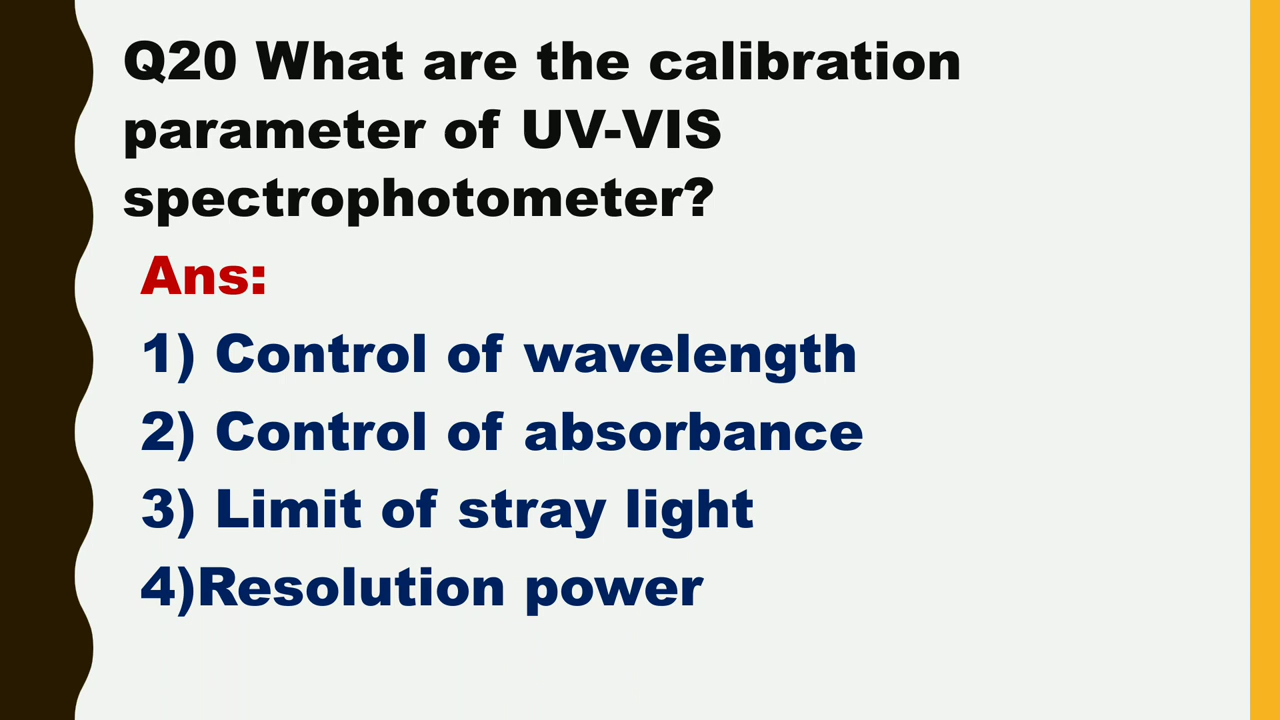 Q20 What are the calibration
parameter of UV-VIS
spectrophotometer?
Ans:
1) Control of wavelength
2) Control of absorbance
3) Limit of stray light
4)Resolution power